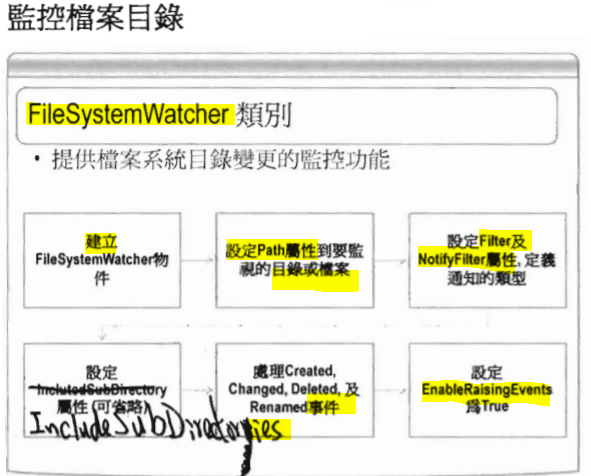 監控檔案目錄
FileSystemWatcher 類別
• 提供檔案系統目錄變更的監控功能
建立
FileSystemWatcher物
件
設定Path屬性到要監
視的目錄或檔案
設定Filter及
NotifyFilter屬性, 定義
通知的類型
設定
IncludedSubDirectory
屬性 (可省略)
IncludeSubDirectories
處理Created,
Changed, Deleted, 及
Renamed事件
設定
EnableRaisingEvents
為True